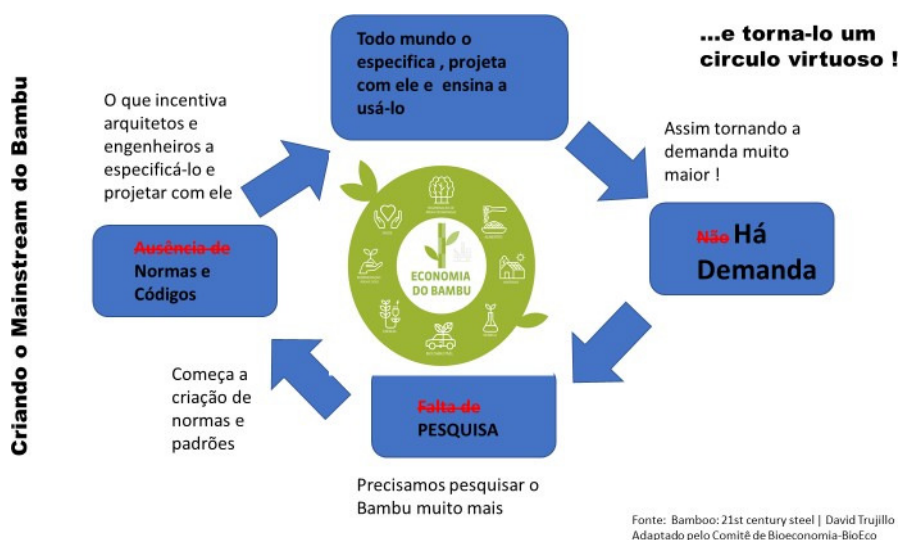 Criando o Mainstream do Bambu
...e torna-lo um
circulo virtuoso !
Todo mundo o
especifica , projeta
com ele e ensina a
usá-lo
O que incentiva
arquitetos e
engenheiros a
especificá-lo e
projetar com ele
Assim tornando a
demanda muito
maior !
Não Há
Demanda
Ausência de
Normas e
Códigos
ECONOMIA
DO BAMBU
Começa a
criação de
normas e
padrões
Falta de
PESQUISA
Precisamos pesquisar o
Bambu muito mais
Fonte: Bamboo: 21st century steel | David Trujillo
Adaptado pelo Comitê de Bioeconomia-BioEco